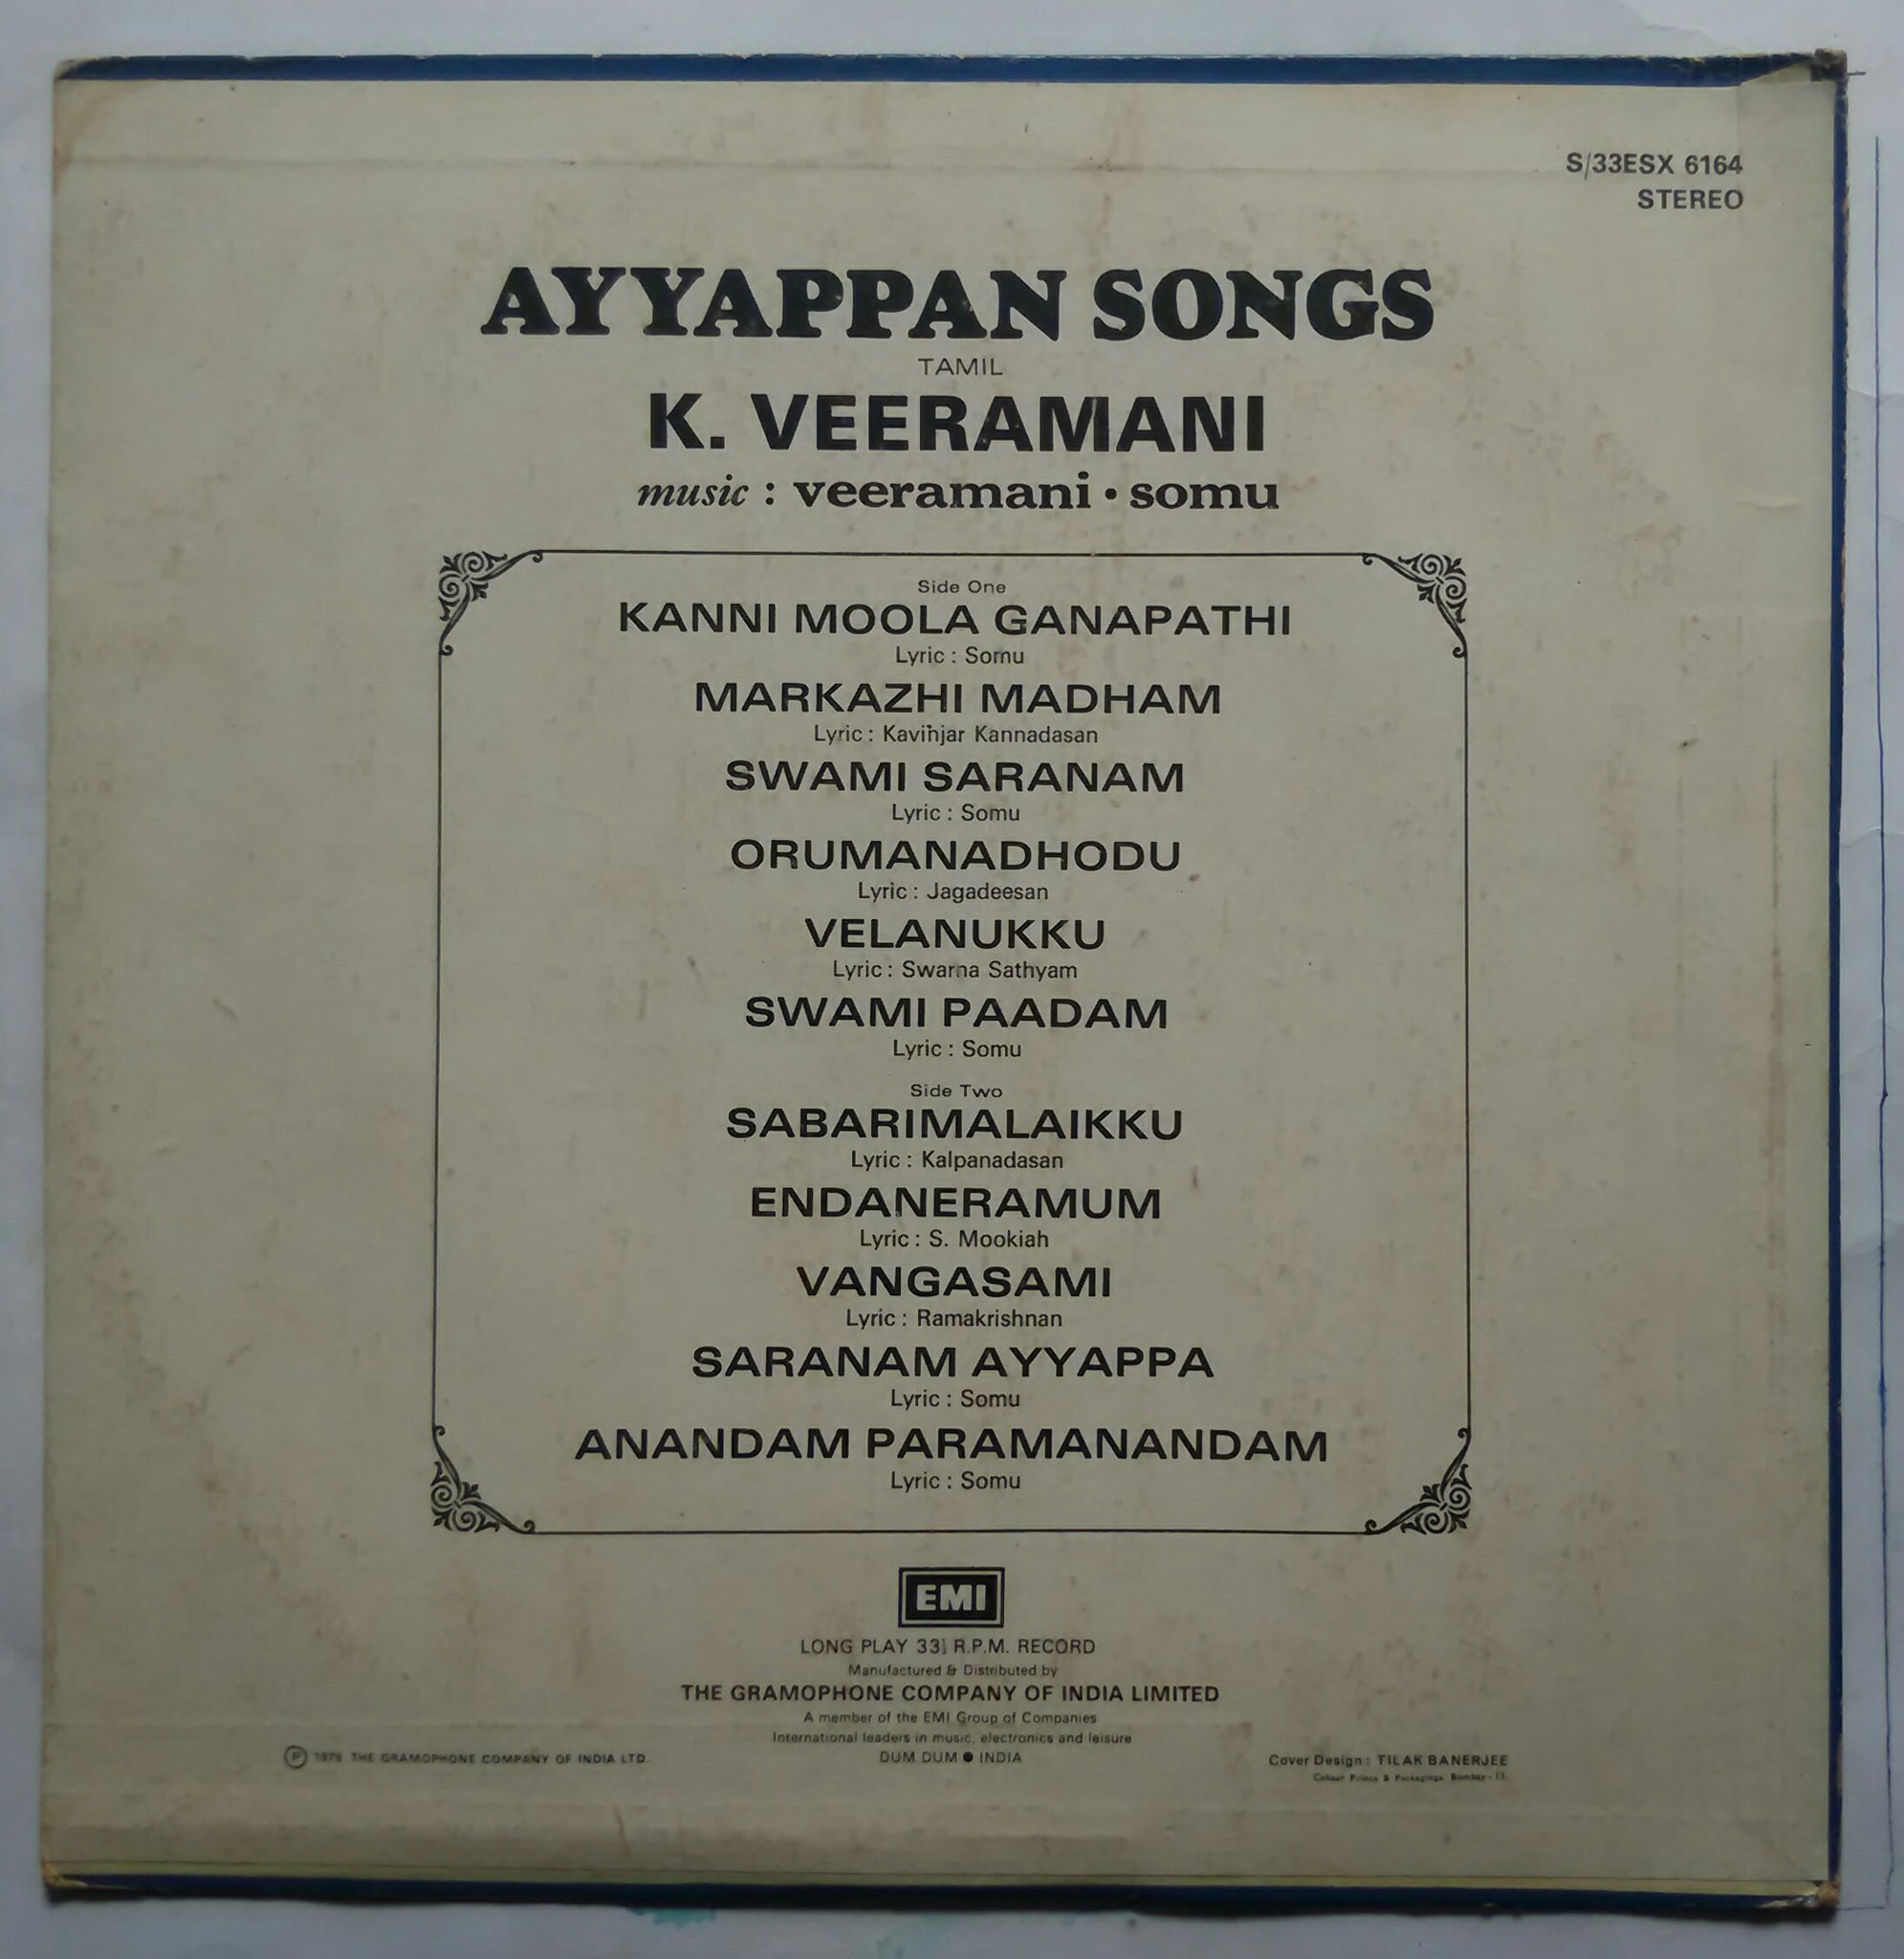 S/33ESX 6164
STEREO
AYYAPPAN SONGS
TAMIL
K. VEERAMANI
music : veeramani • somu
Side One
KANNI MOOLA GANAPATHI
Lyric : Somu
MARKAZHI MADHAM
Lyric : Kavinjar Kannadasan
SWAMI SARANAM
Lyric : Somu
ORUMANADHODU
Lyric : Jagadeesan
VELANUKKU
Lyric : Swarna Sathyam
SWAMI PAADAM
Lyric : Somu
Side Two
SABARIMALAIKKU
Lyric : Kalpanadasan
ENDANERAMUM
Lyric : S. Mookiah
VANGASAMI
Lyric : Ramakrishnan
SARANAM AYYAPPA
Lyric : Somu
ANANDAM PARAMANANDAM
Lyric : Somu
EMI
LONG PLAY 33⅓ R.P.M. RECORD
Manufactured & Distributed by
THE GRAMOPHONE COMPANY OF INDIA LIMITED
A member of the EMI Group of Companies
International leaders in music, electronics and leisure
DUM DUM ● INDIA
Ⓟ THE GRAMOPHONE COMPANY OF INDIA LTD.
Cover Design : TILAK BANERJEE
Colour Prints & Packagings, Bombay -